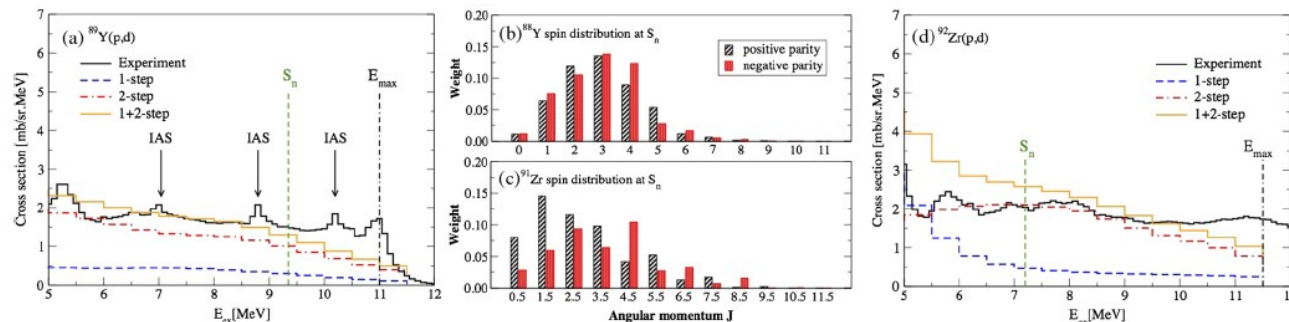 (a) ⁸⁹Y(p,d)
Experiment
1-step
2-step
1+2-step
IAS
IAS
IAS
Sₙ
Eₘₐₓ
Cross section [mb/sr.MeV]
7
6
5
4
3
2
1
0
5 6 7 8 9 10 11 12
Eₑₓ[MeV]
(b) ⁸⁸Y spin distribution at Sₙ
positive parity
negative parity
Weight
0.20
0.15
0.10
0.05
0.00
0 1 2 3 4 5 6 7 8 9 10 11
(c) ⁹¹Zr spin distribution at Sₙ
Weight
0.20
0.15
0.10
0.05
0.00
0.5 1.5 2.5 3.5 4.5 5.5 6.5 7.5 8.5 9.5 10.5 11.5
Angular momentum J
(d) ⁹²Zr(p,d)
Experiment
1-step
2-step
1+2-step
Sₙ
Eₘₐₓ
Cross section [mb/sr.MeV]
7
6
5
4
3
2
1
0
5 6 7 8 9 10 11